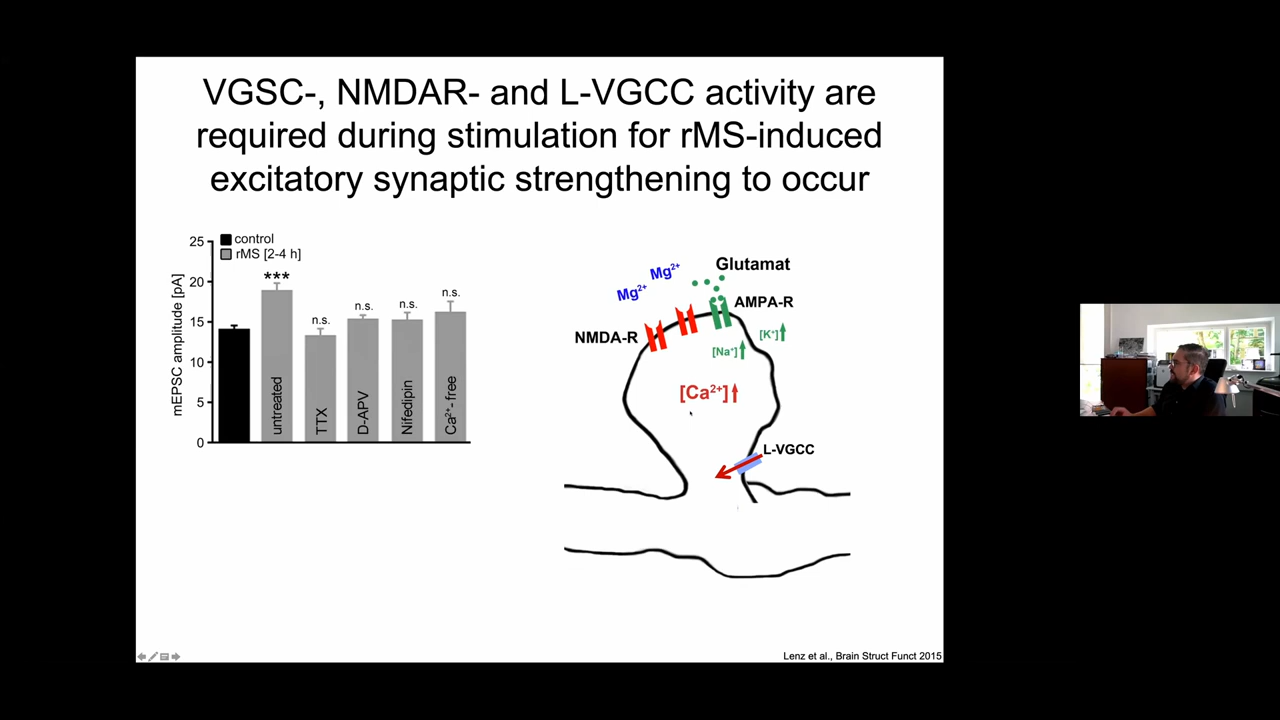 VGSC-, NMDAR- and L-VGCC activity are
required during stimulation for rMS-induced
excitatory synaptic strengthening to occur
mEPSC amplitude [pA]
25
20
15
10
5
0
control
rMS [2-4 h]
***
n.s.
n.s.
n.s.
n.s.
untreated
TTX
D-APV
Nifedipin
Ca²⁺- free
Glutamat
Mg²⁺
Mg²⁺
AMPA-R
NMDA-R
[K⁺]
[Na⁺]
[Ca²⁺]
L-VGCC
Lenz et al., Brain Struct Funct 2015